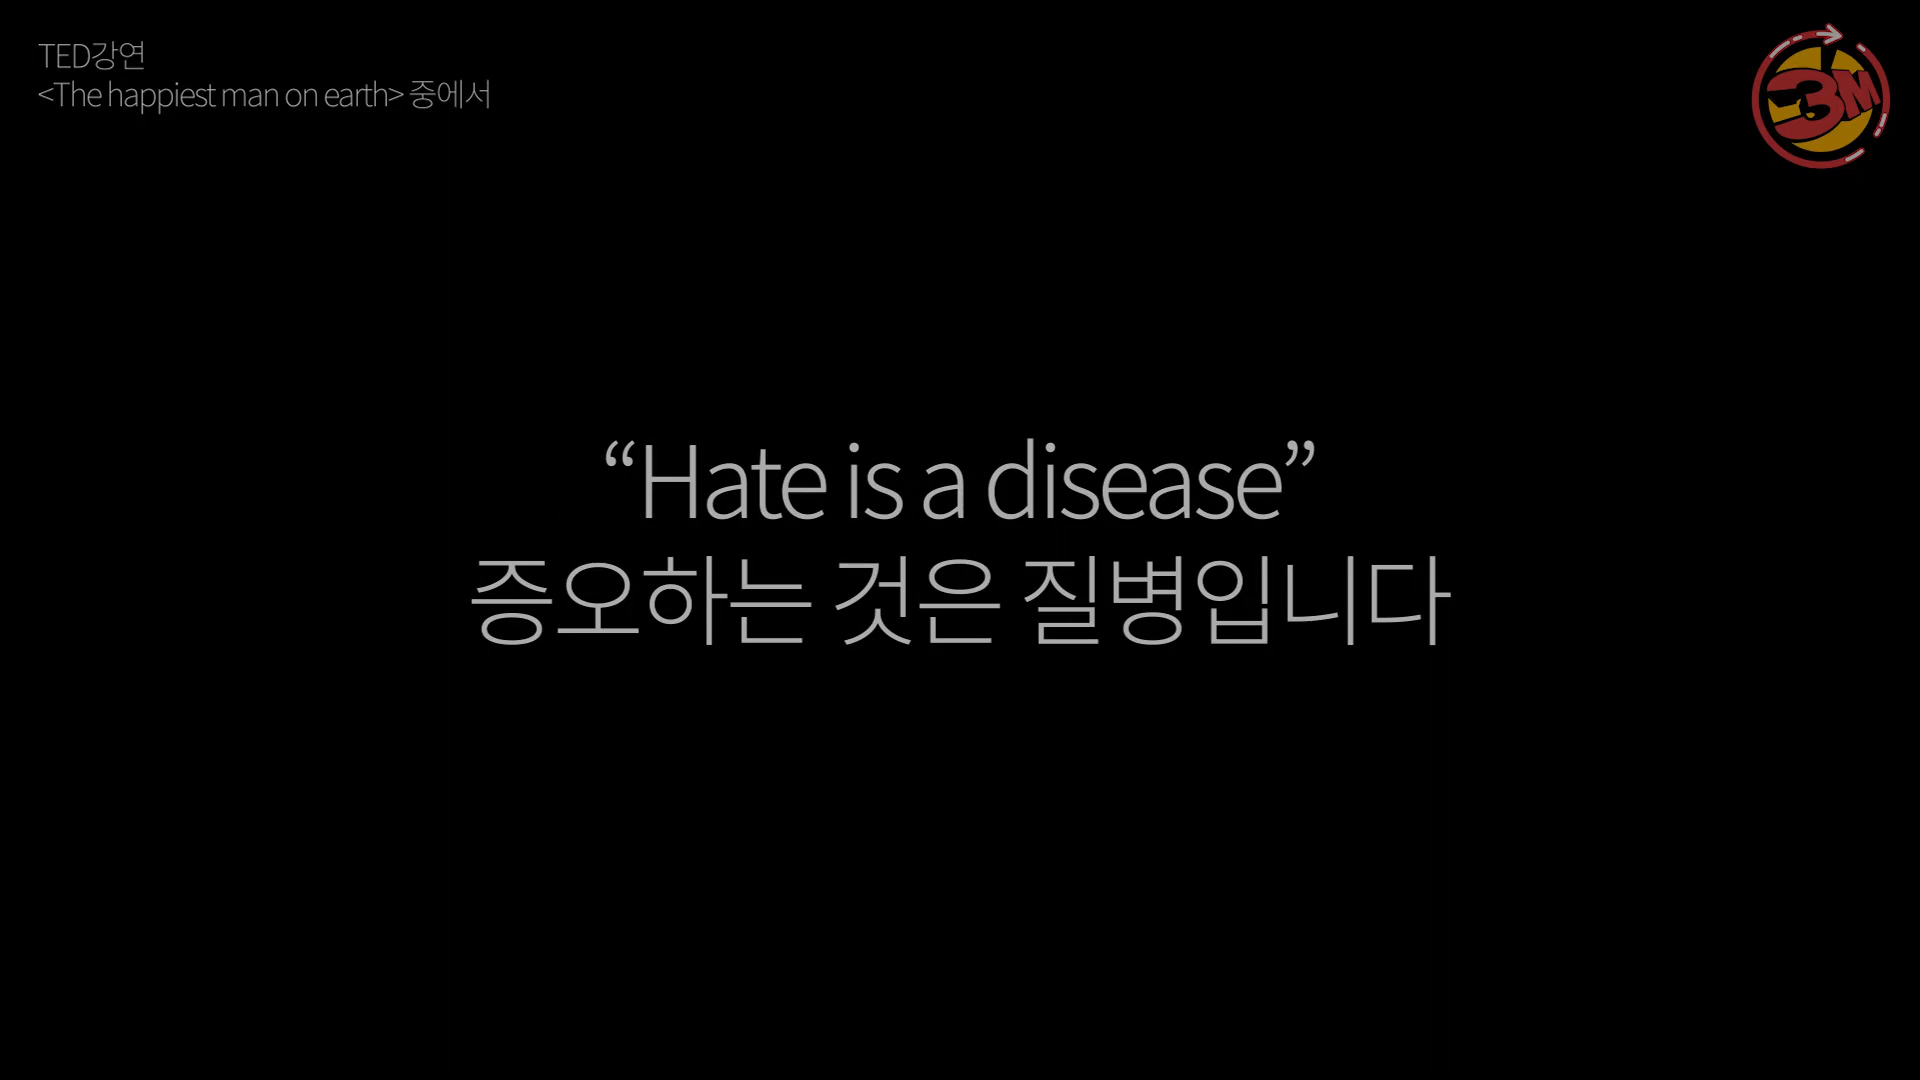 TED강연
<The happiest man on earth> 중에서
3M
“Hate is a disease”
증오하는 것은 질병입니다